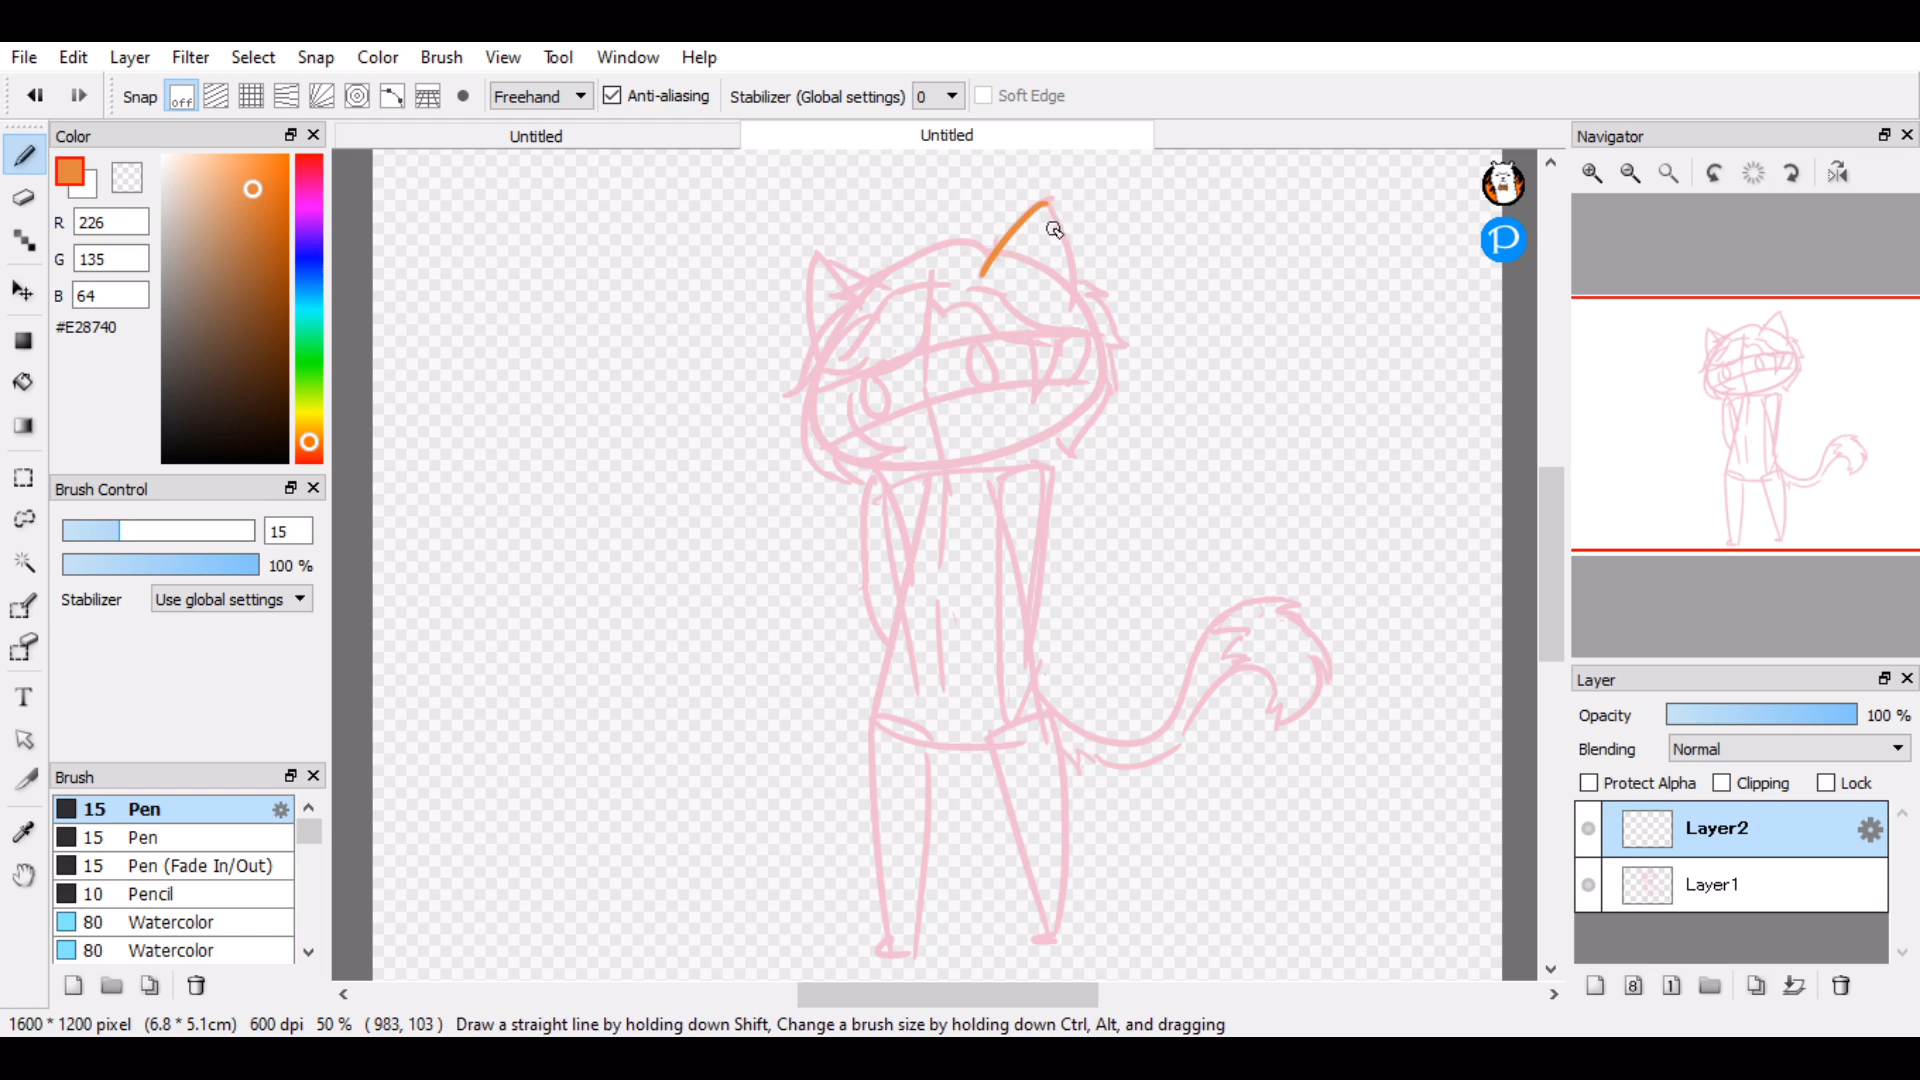 File Edit Layer Filter Select Snap Color Brush View Tool Window Help
Snap off Freehand Anti-aliasing Stabilizer (Global settings) 0 Soft Edge
Color
Untitled
Untitled
Navigator
R 226
G 135
B 64
#E28740
Brush Control
15
100 %
Stabilizer Use global settings
Brush
15 Pen
15 Pen
15 Pen (Fade In/Out)
10 Pencil
80 Watercolor
80 Watercolor
T
P
Layer
Opacity 100 %
Blending Normal
Protect Alpha Clipping Lock
Layer2
Layer1
8 1
1600 * 1200 pixel (6.8 * 5.1cm) 600 dpi 50 % ( 983, 103 ) Draw a straight line by holding down Shift, Change a brush size by holding down Ctrl, Alt, and dragging